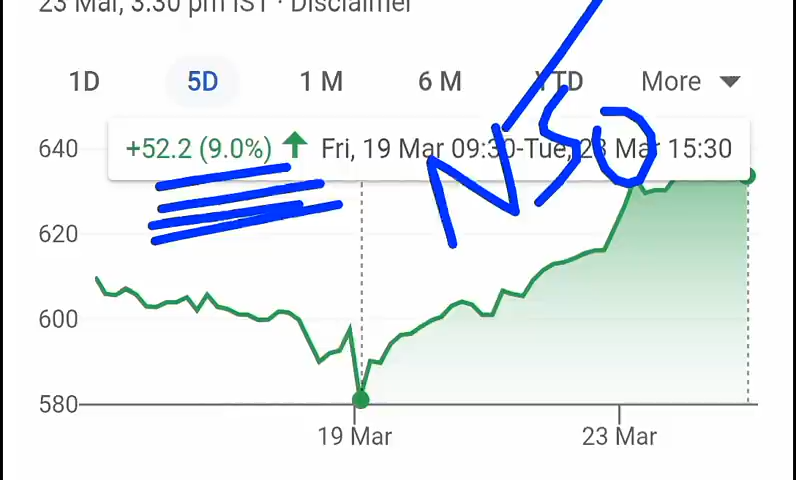 23 Mar, 3:30 pm IST · Disclaimer
1D 5D 1 M 6 M YTD More
+52.2 (9.0%) Fri, 19 Mar 09:30-Tue, 23 Mar 15:30
N50
640
620
600
580
19 Mar 23 Mar